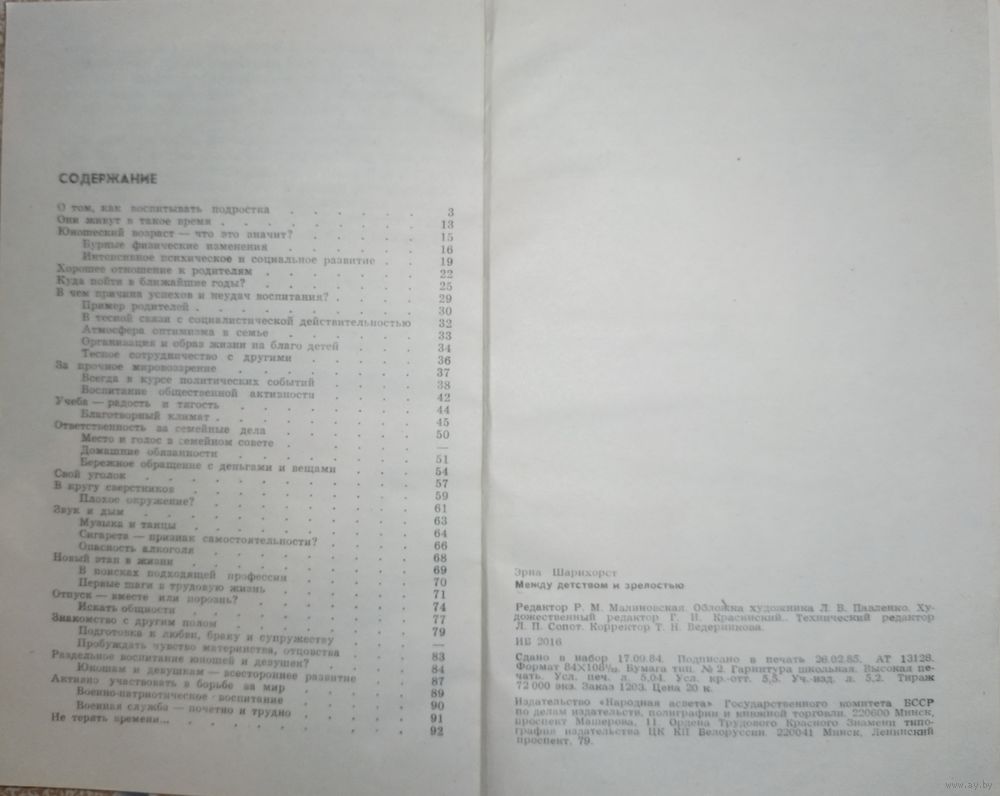 СОДЕРЖАНИЕ
О том, как воспитывать подростка . . . . . . 3
Они живут в такое время . . . . . . . . 13
Юношеский возраст — что это значит? . . . . . 15
Бурные физические изменения . . . . . . 16
Интенсивное психическое и социальное развитие . . 19
Хорошее отношение к родителям . . . . . . 22
Куда пойти в ближайшие годы? . . . . . . 25
В чем причина успехов и неудач воспитания? . . . . 29
Пример родителей . . . . . . . . . 30
В тесной связи с социалистической действительностью 32
Атмосфера оптимизма в семье . . . . . . 33
Организация и образ жизни на благо детей . . . 34
Тесное сотрудничество с другими . . . . . 36
За прочное мировоззрение . . . . . . . 37
Всегда в курсе политических событий . . . . 38
Воспитание общественной активности . . . . 42
Учеба — радость и тягость . . . . . . . 44
Благотворный климат . . . . . . . . 45
Ответственность за семейные дела . . . . . 50
Место и голос в семейном совете . . . . . —
Домашние обязанности . . . . . . . 51
Бережное обращение с деньгами и вещами . . . 54
Свой уголок . . . . . . . . . . 57
В кругу сверстников . . . . . . . . 59
Плохое окружение? . . . . . . . . 61
Звук и дым . . . . . . . . . . 63
Музыка и танцы . . . . . . . . 64
Сигарета — признак самостоятельности? . . . . 66
Опасность алкоголя . . . . . . . . 68
Новый этап в жизни . . . . . . . . 69
В поисках подходящей профессии . . . . . 70
Первые шаги в трудовую жизнь . . . . . 71
Отпуск — вместе или порознь? . . . . . . 74
Искать общности . . . . . . . . 77
Знакомство с другим полом . . . . . . . 79
Подготовка к любви, браку и супружеству . . . —
Пробуждать чувство материнства, отцовства . . . 83
Раздельное воспитание юношей и девушек? . . . . 84
Юношам и девушкам — всестороннее развитие . . 87
Активно участвовать в борьбе за мир . . . . . 89
Военно-патриотическое воспитание . . . . . 90
Военная служба — почетно и трудно . . . . 91
Не терять времени... . . . . . . . . 92
Эрна Шарнхорст
Между детством и зрелостью
Редактор Р. М. Малиновская. Обложка художника Л. В. Павленко. Ху-
дожественный редактор Г. И. Красинский. Технический редактор
Л. П. Сопот. Корректор Т. Н. Ведерникова.
ИБ 2016
Сдано в набор 17.09.84. Подписано в печать 26.02.85. АТ 13128.
Формат 84Х108¹/₃₂. Бумага тип. № 2. Гарнитура школьная. Высокая пе-
чать. Усл. печ. л. 5,04. Усл. кр.-отт. 5,5. Уч.-изд. л. 5,2. Тираж
72 000 экз. Заказ 1203. Цена 20 к.
Издательство «Народная асвета» Государственного комитета БССР
по делам издательств, полиграфии и книжной торговли. 220600 Минск,
проспект Машерова, 11. Ордена Трудового Красного Знамени типо-
графия издательства ЦК КП Белоруссии. 220041 Минск, Ленинский
проспект, 79.
www.ay.by